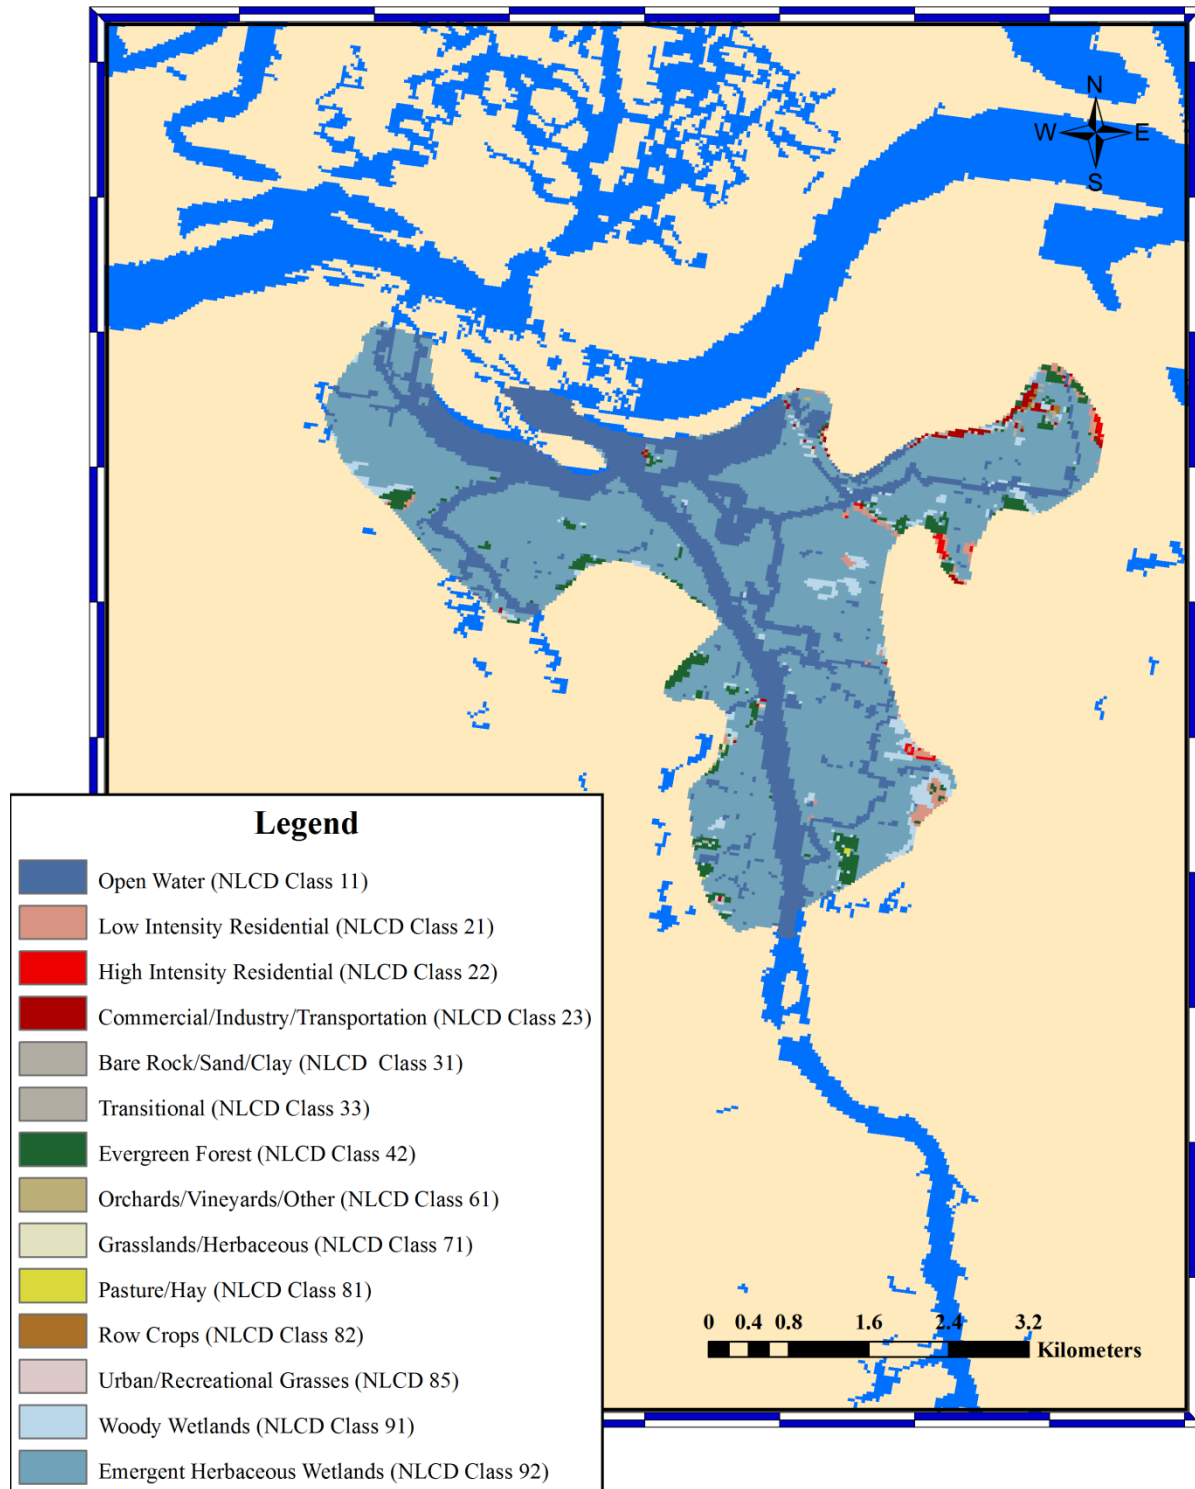 N
W E
S
Legend
Open Water (NLCD Class 11)
Low Intensity Residential (NLCD Class 21)
High Intensity Residential (NLCD Class 22)
Commercial/Industry/Transportation (NLCD Class 23)
Bare Rock/Sand/Clay (NLCD  Class 31)
Transitional (NLCD Class 33)
Evergreen Forest (NLCD Class 42)
Orchards/Vineyards/Other (NLCD Class 61)
Grasslands/Herbaceous (NLCD Class 71)
Pasture/Hay (NLCD Class 81)
Row Crops (NLCD Class 82)
Urban/Recreational Grasses (NLCD 85)
Woody Wetlands (NLCD Class 91)
Emergent Herbaceous Wetlands (NLCD Class 92)
0 0.4 0.8 1.6 2.4 3.2
Kilometers